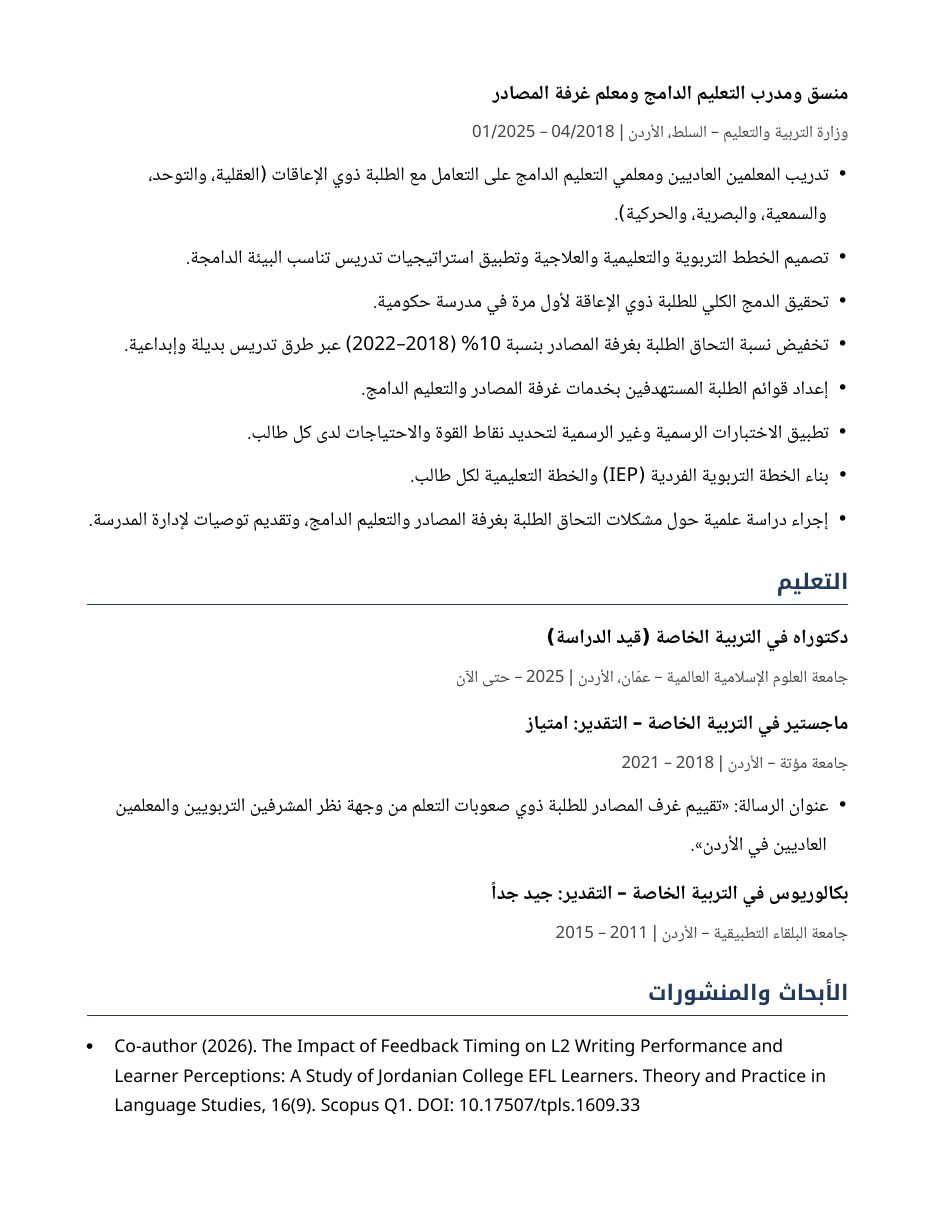 منسق ومدرب التعليم الدامج ومعلم غرفة المصادر
وزارة التربية والتعليم – السلط، الأردن | 04/2018 – 01/2025
• تدريب المعلمين العاديين ومعلمي التعليم الدامج على التعامل مع الطلبة ذوي الإعاقات (العقلية، والتوحد،
والسمعية، والبصرية، والحركية).
• تصميم الخطط التربوية والتعليمية والعلاجية وتطبيق استراتيجيات تدريس تناسب البيئة الدامجة.
• تحقيق الدمج الكلي للطلبة ذوي الإعاقة لأول مرة في مدرسة حكومية.
• تخفيض نسبة التحاق الطلبة بغرفة المصادر بنسبة 10% (2018–2022) عبر طرق تدريس بديلة وإبداعية.
• إعداد قوائم الطلبة المستهدفين بخدمات غرفة المصادر والتعليم الدامج.
• تطبيق الاختبارات الرسمية وغير الرسمية لتحديد نقاط القوة والاحتياجات لدى كل طالب.
• بناء الخطة التربوية الفردية (IEP) والخطة التعليمية لكل طالب.
• إجراء دراسة علمية حول مشكلات التحاق الطلبة بغرفة المصادر والتعليم الدامج، وتقديم توصيات لإدارة المدرسة.
التعليم
دكتوراه في التربية الخاصة (قيد الدراسة)
جامعة العلوم الإسلامية العالمية – عمّان، الأردن | 2025 – حتى الآن
ماجستير في التربية الخاصة – التقدير: امتياز
جامعة مؤتة – الأردن | 2018 – 2021
• عنوان الرسالة: «تقييم غرف المصادر للطلبة ذوي صعوبات التعلم من وجهة نظر المشرفين التربويين والمعلمين
العاديين في الأردن».
بكالوريوس في التربية الخاصة – التقدير: جيد جداً
جامعة البلقاء التطبيقية – الأردن | 2011 – 2015
الأبحاث والمنشورات
• Co-author (2026). The Impact of Feedback Timing on L2 Writing Performance and
Learner Perceptions: A Study of Jordanian College EFL Learners. Theory and Practice in
Language Studies, 16(9). Scopus Q1. DOI: 10.17507/tpls.1609.33